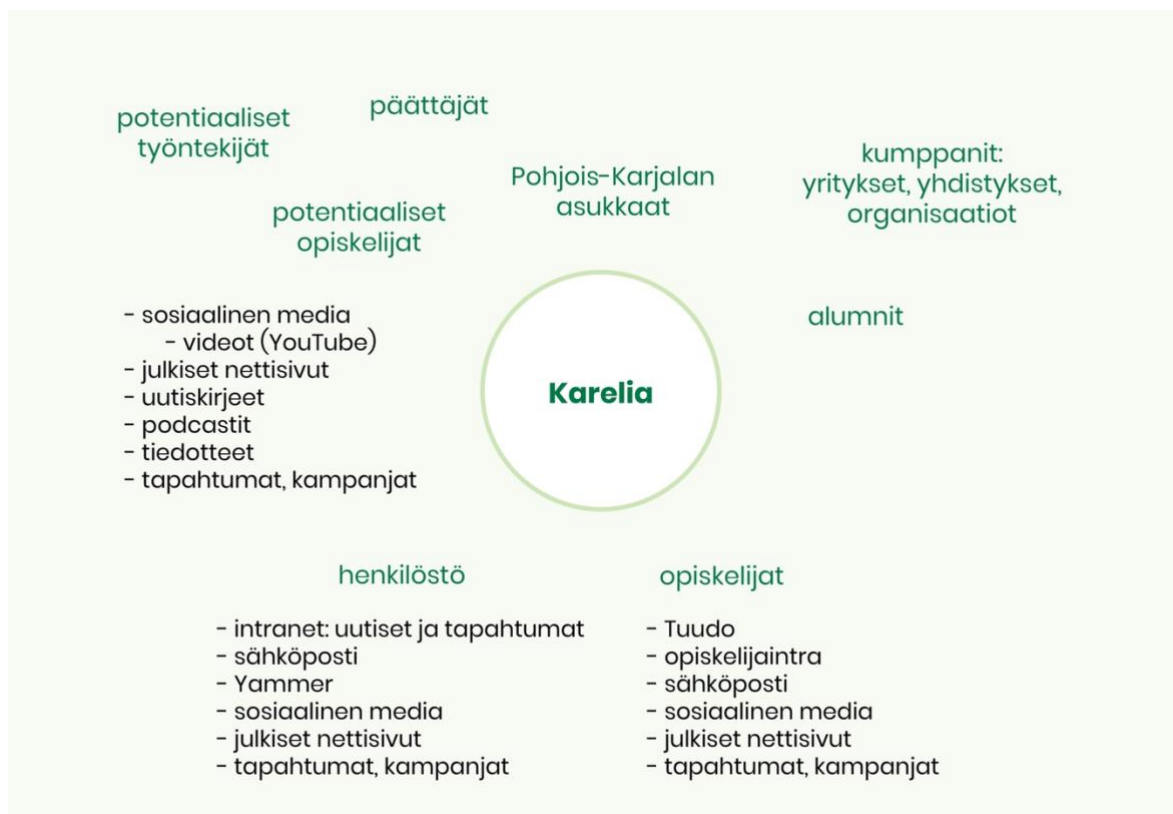 potentiaaliset
työntekijät
päättäjät
Pohjois-Karjalan
asukkaat
kumppanit:
yritykset, yhdistykset,
organisaatiot
potentiaaliset
opiskelijat
- sosiaalinen media
- videot (YouTube)
- julkiset nettisivut
- uutiskirjeet
- podcastit
- tiedotteet
- tapahtumat, kampanjat
alumnit
Karelia
henkilöstö
- intranet: uutiset ja tapahtumat
- sähköposti
- Yammer
- sosiaalinen media
- julkiset nettisivut
- tapahtumat, kampanjat
opiskelijat
- Tuudo
- opiskelijaintra
- sähköposti
- sosiaalinen media
- julkiset nettisivut
- tapahtumat, kampanjat